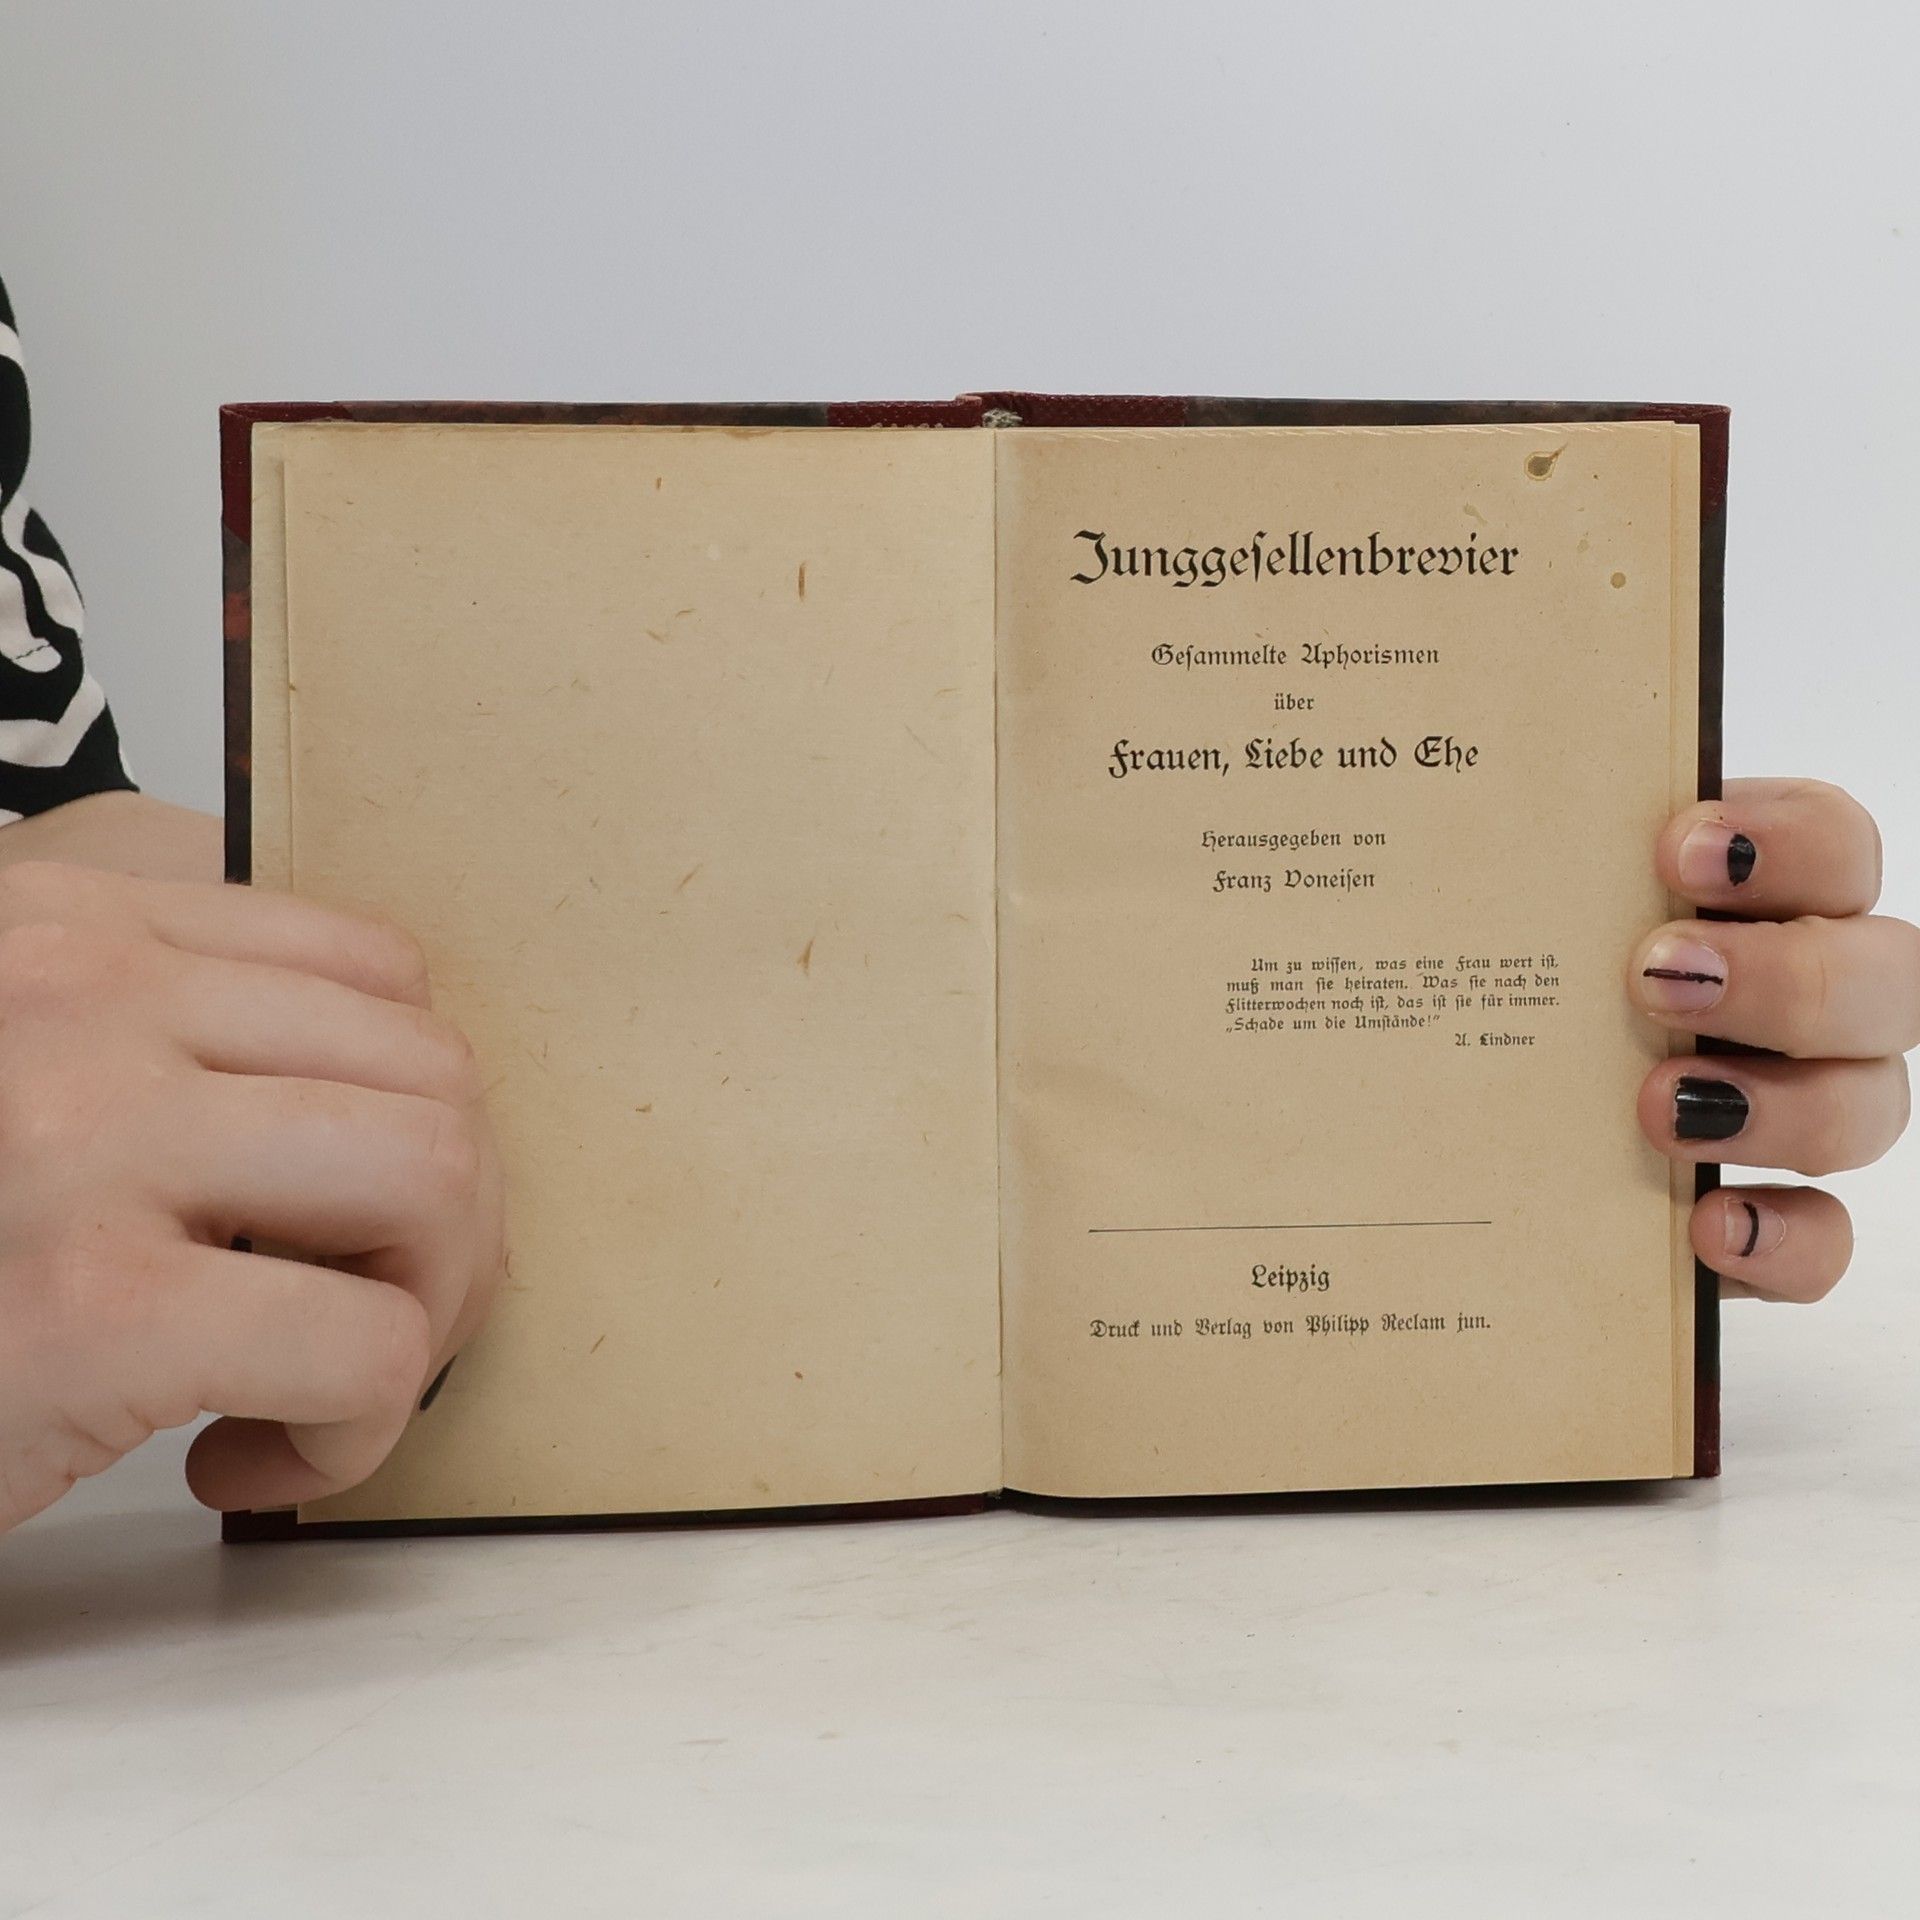 Junggeſellenbrevier
Geſammelte Aphorismen
über
Frauen, Liebe und Ehe
Herausgegeben von
Franz Voneiſen
Um zu wiſſen, was eine Frau wert iſt,
muß man ſie heiraten. Was ſie nach den
Flitterwochen noch iſt, das iſt ſie für immer.
„Schade um die Umſtände!“
A. Lindner
Leipzig
Druck und Verlag von Philipp Reclam jun.